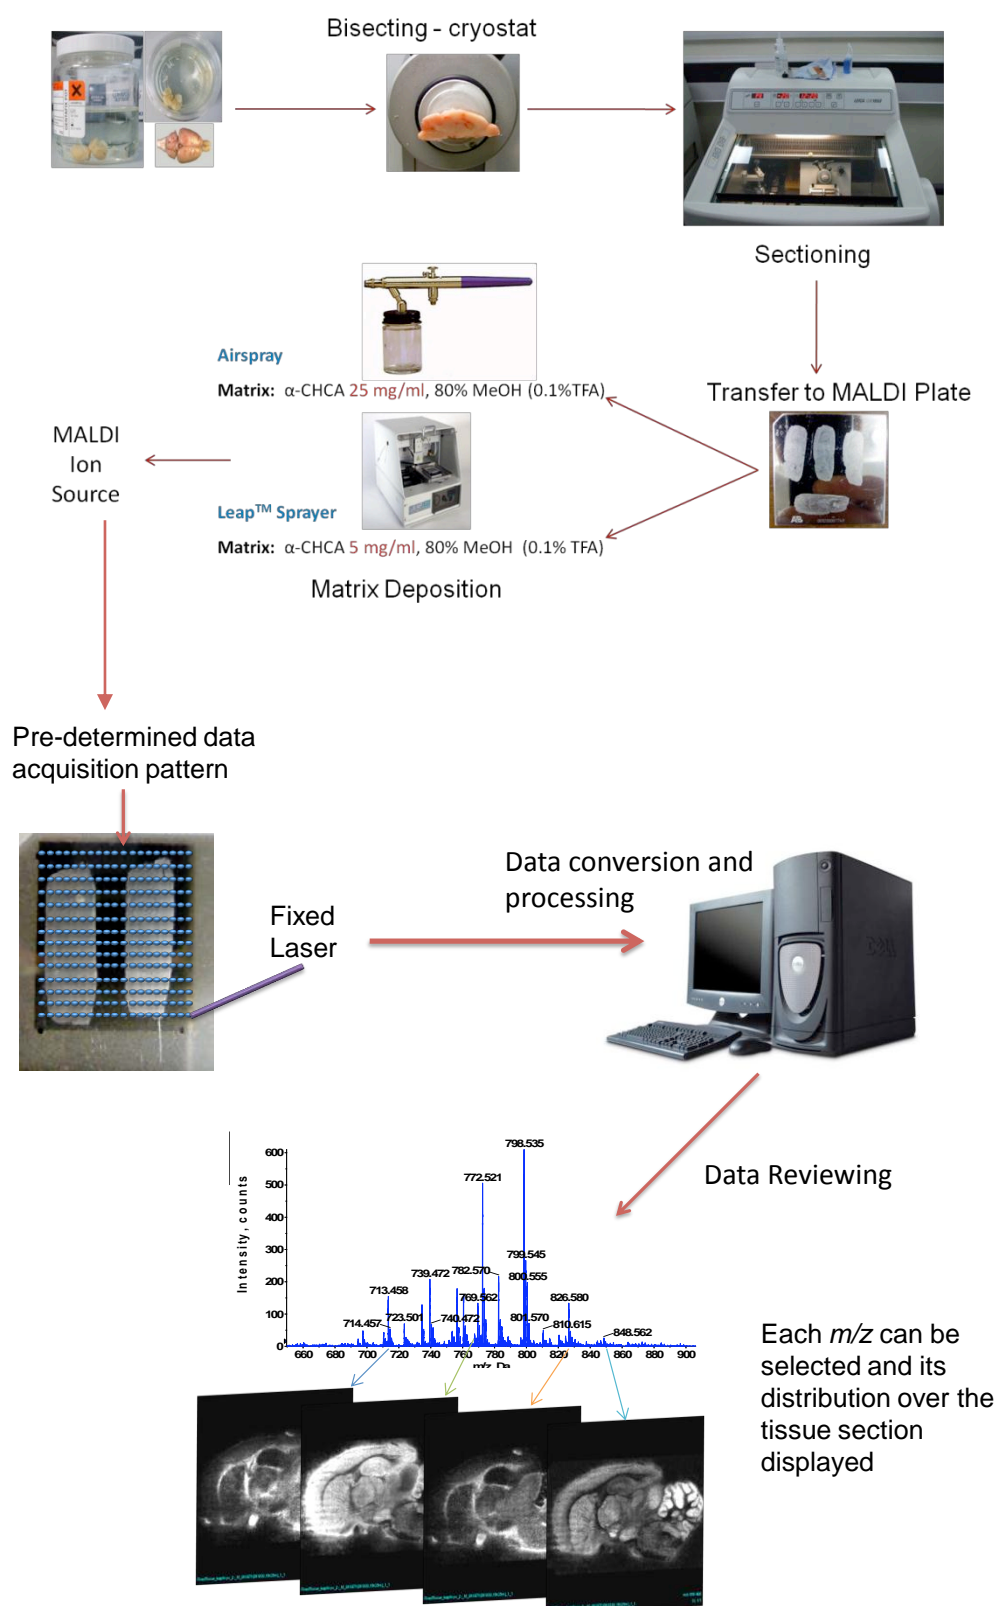 Bisecting - cryostat
Sectioning
Airspray
Matrix: α-CHCA 25 mg/ml, 80% MeOH (0.1%TFA)
Transfer to MALDI Plate
MALDI
Ion
Source
Leap™ Sprayer
Matrix: α-CHCA 5 mg/ml, 80% MeOH (0.1% TFA)
Matrix Deposition
Pre-determined data
acquisition pattern
Fixed
Laser
Data conversion and
processing
DELL
Data Reviewing
Intensity, counts
600
500
400
300
200
100
0
798.535
772.521
799.545
782.570
800.555
739.472
713.458
769.562
826.580
714.457
723.501
740.472
801.570
810.615
848.562
660 680 700 720 740 760 780 800 820 840 860 880 900
m/z, Da
Each m/z can be
selected and its
distribution over the
tissue section
displayed